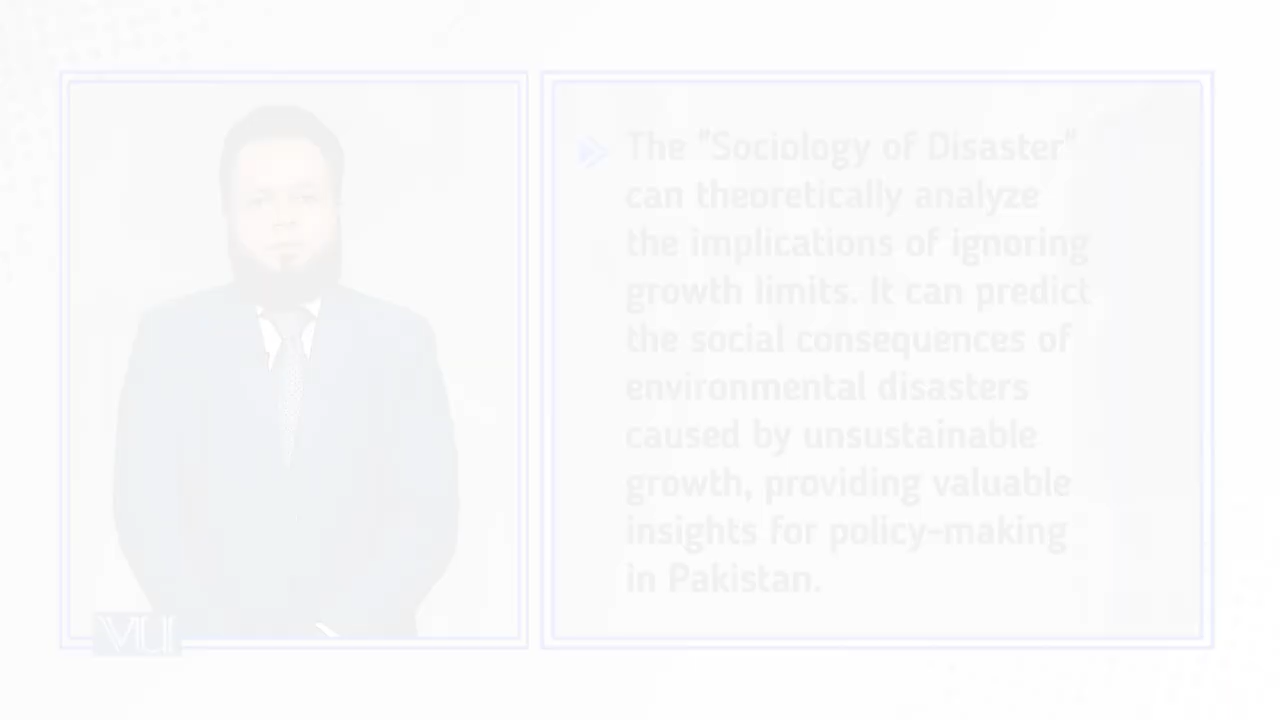 The "Sociology of Disaster"
can theoretically analyze
the implications of ignoring
growth limits. It can predict
the social consequences of
environmental disasters
caused by unsustainable
growth, providing valuable
insights for policy-making
in Pakistan.
VU